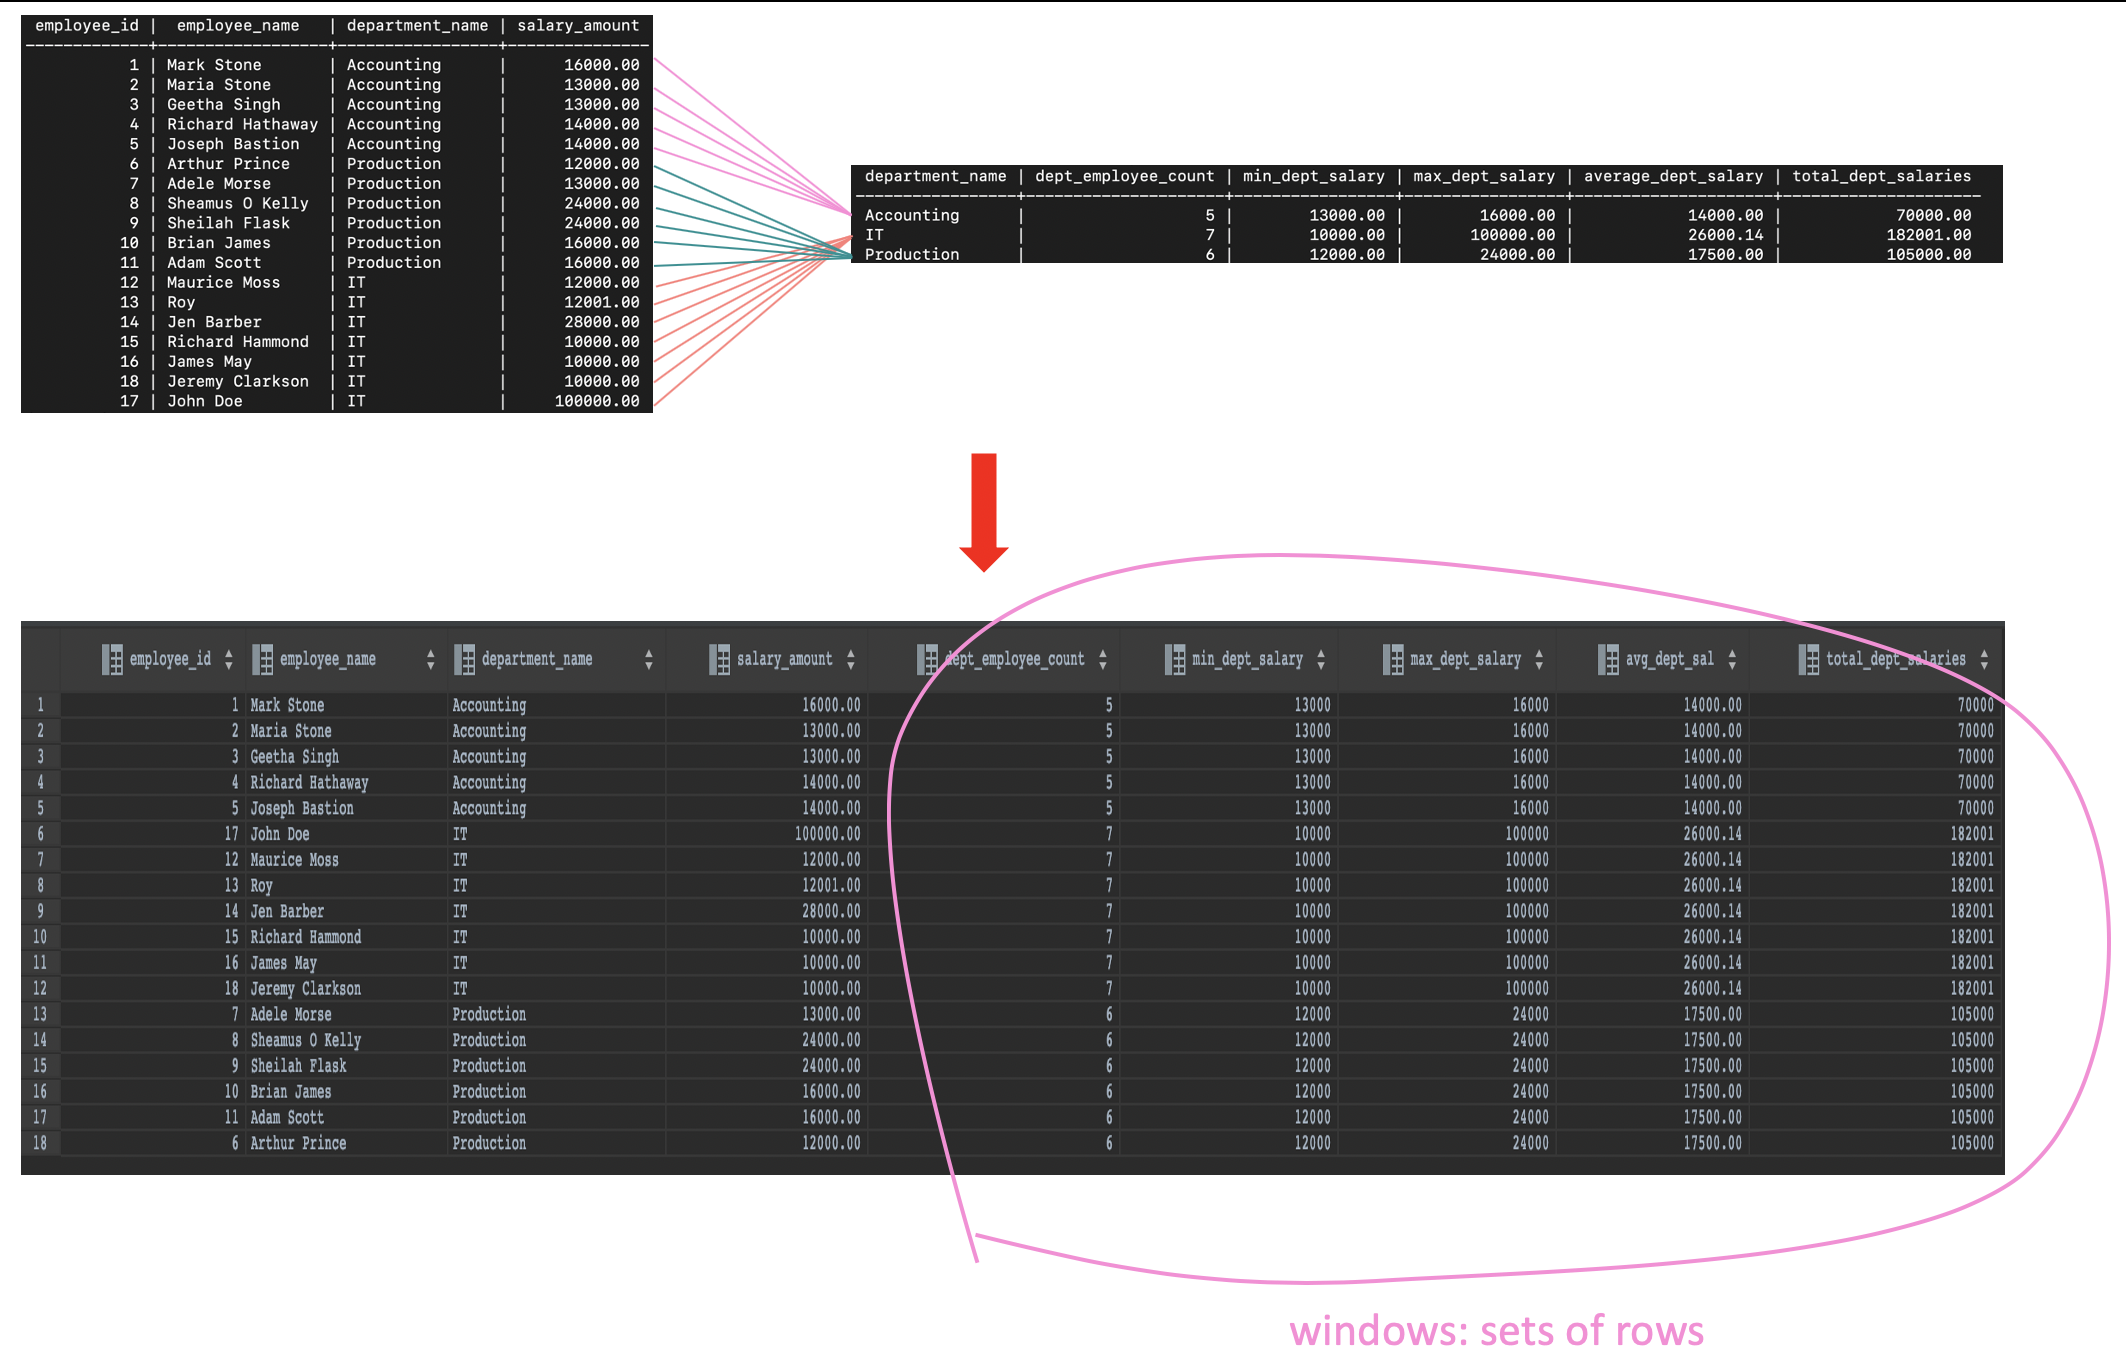 employee_id | employee_name | department_name | salary_amount
-------------+------------------+-----------------+---------------
1 | Mark Stone | Accounting | 16000.00
2 | Maria Stone | Accounting | 13000.00
3 | Geetha Singh | Accounting | 13000.00
4 | Richard Hathaway | Accounting | 14000.00
5 | Joseph Bastion | Accounting | 14000.00
6 | Arthur Prince | Production | 12000.00
7 | Adele Morse | Production | 13000.00
8 | Sheamus O Kelly | Production | 24000.00
9 | Sheilah Flask | Production | 24000.00
10 | Brian James | Production | 16000.00
11 | Adam Scott | Production | 16000.00
12 | Maurice Moss | IT | 12000.00
13 | Roy | IT | 12001.00
14 | Jen Barber | IT | 28000.00
15 | Richard Hammond | IT | 10000.00
16 | James May | IT | 10000.00
18 | Jeremy Clarkson | IT | 10000.00
17 | John Doe | IT | 100000.00
department_name | dept_employee_count | min_dept_salary | max_dept_salary | average_dept_salary | total_dept_salaries
-----------------+---------------------+-----------------+-----------------+---------------------+---------------------
Accounting | 5 | 13000.00 | 16000.00 | 14000.00 | 70000.00
IT | 7 | 10000.00 | 100000.00 | 26000.14 | 182001.00
Production | 6 | 12000.00 | 24000.00 | 17500.00 | 105000.00
employee_id employee_name department_name salary_amount dept_employee_count min_dept_salary max_dept_salary avg_dept_sal total_dept_salaries
1 1 Mark Stone Accounting 16000.00 5 13000 16000 14000.00 70000
2 2 Maria Stone Accounting 13000.00 5 13000 16000 14000.00 70000
3 3 Geetha Singh Accounting 13000.00 5 13000 16000 14000.00 70000
4 4 Richard Hathaway Accounting 14000.00 5 13000 16000 14000.00 70000
5 5 Joseph Bastion Accounting 14000.00 5 13000 16000 14000.00 70000
6 17 John Doe IT 100000.00 7 10000 100000 26000.14 182001
7 12 Maurice Moss IT 12000.00 7 10000 100000 26000.14 182001
8 13 Roy IT 12001.00 7 10000 100000 26000.14 182001
9 14 Jen Barber IT 28000.00 7 10000 100000 26000.14 182001
10 15 Richard Hammond IT 10000.00 7 10000 100000 26000.14 182001
11 16 James May IT 10000.00 7 10000 100000 26000.14 182001
12 18 Jeremy Clarkson IT 10000.00 7 10000 100000 26000.14 182001
13 7 Adele Morse Production 13000.00 6 12000 24000 17500.00 105000
14 8 Sheamus O Kelly Production 24000.00 6 12000 24000 17500.00 105000
15 9 Sheilah Flask Production 24000.00 6 12000 24000 17500.00 105000
16 10 Brian James Production 16000.00 6 12000 24000 17500.00 105000
17 11 Adam Scott Production 16000.00 6 12000 24000 17500.00 105000
18 6 Arthur Prince Production 12000.00 6 12000 24000 17500.00 105000
windows: sets of rows